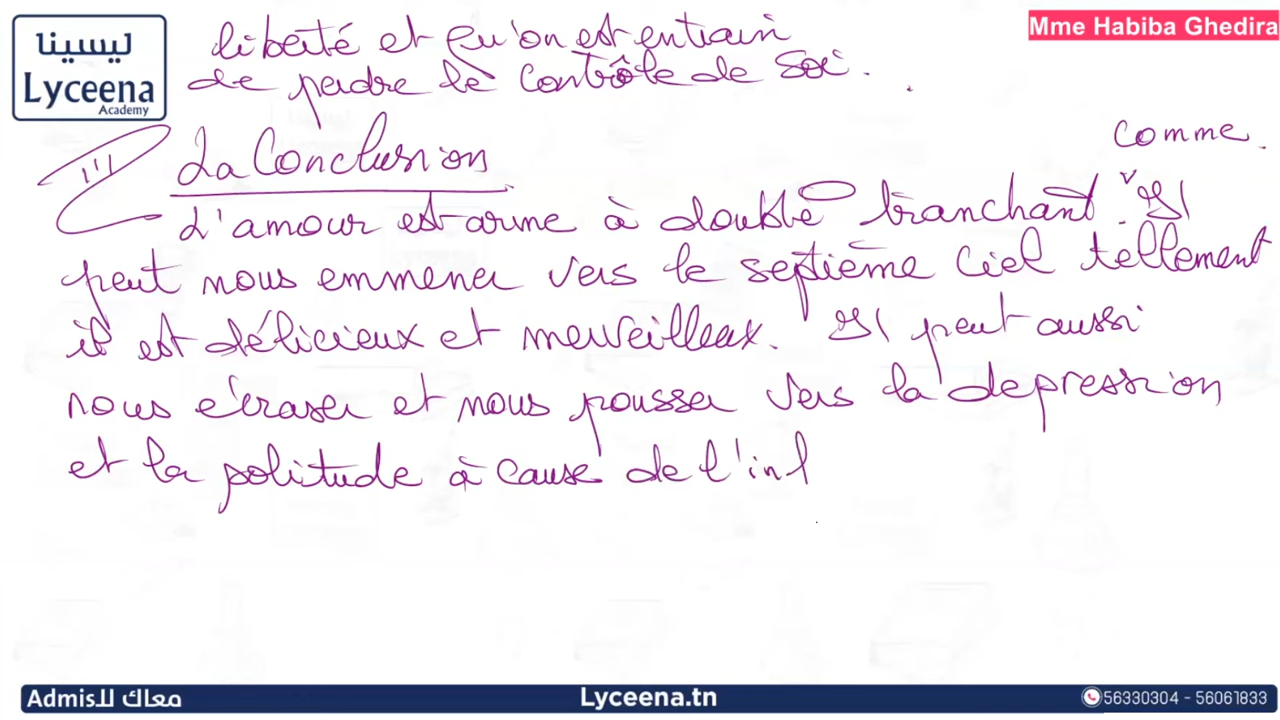 ليسينا
Lyceena
Academy
Mme Habiba Ghedira
liberté et qu'on est entrain
de perdre le contrôle de soi.
III La Conclusion
comme
L'amour est arme à double tranchant. Il
peut nous emmener vers le septième ciel tellement
il est délicieux et merveilleux. Il peut aussi
nous écraser et nous pousser vers la depression
et la politude à cause de l'inf
معاك للـ Admis
Lyceena.tn
56330304 - 56061833